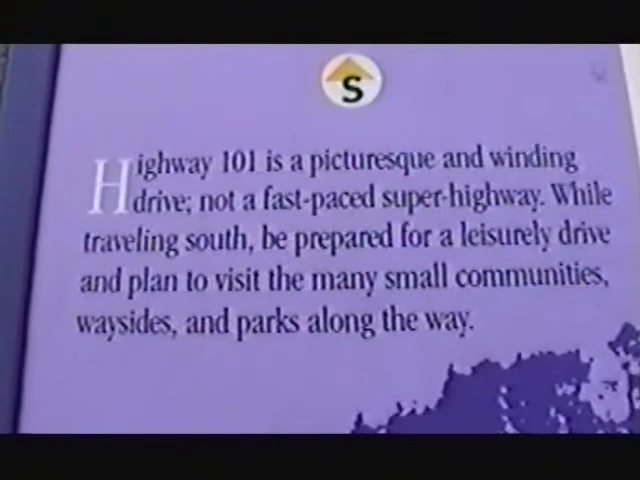 S
Highway 101 is a picturesque and winding
drive; not a fast-paced super-highway. While
traveling south, be prepared for a leisurely drive
and plan to visit the many small communities,
waysides, and parks along the way.